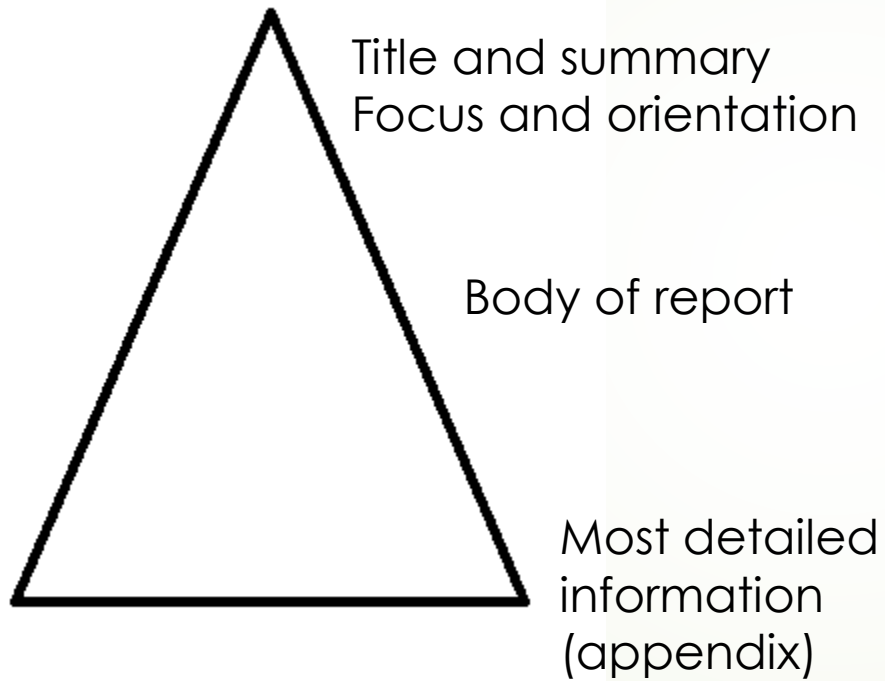 Title and summary
Focus and orientation
Body of report
Most detailed
information
(appendix)